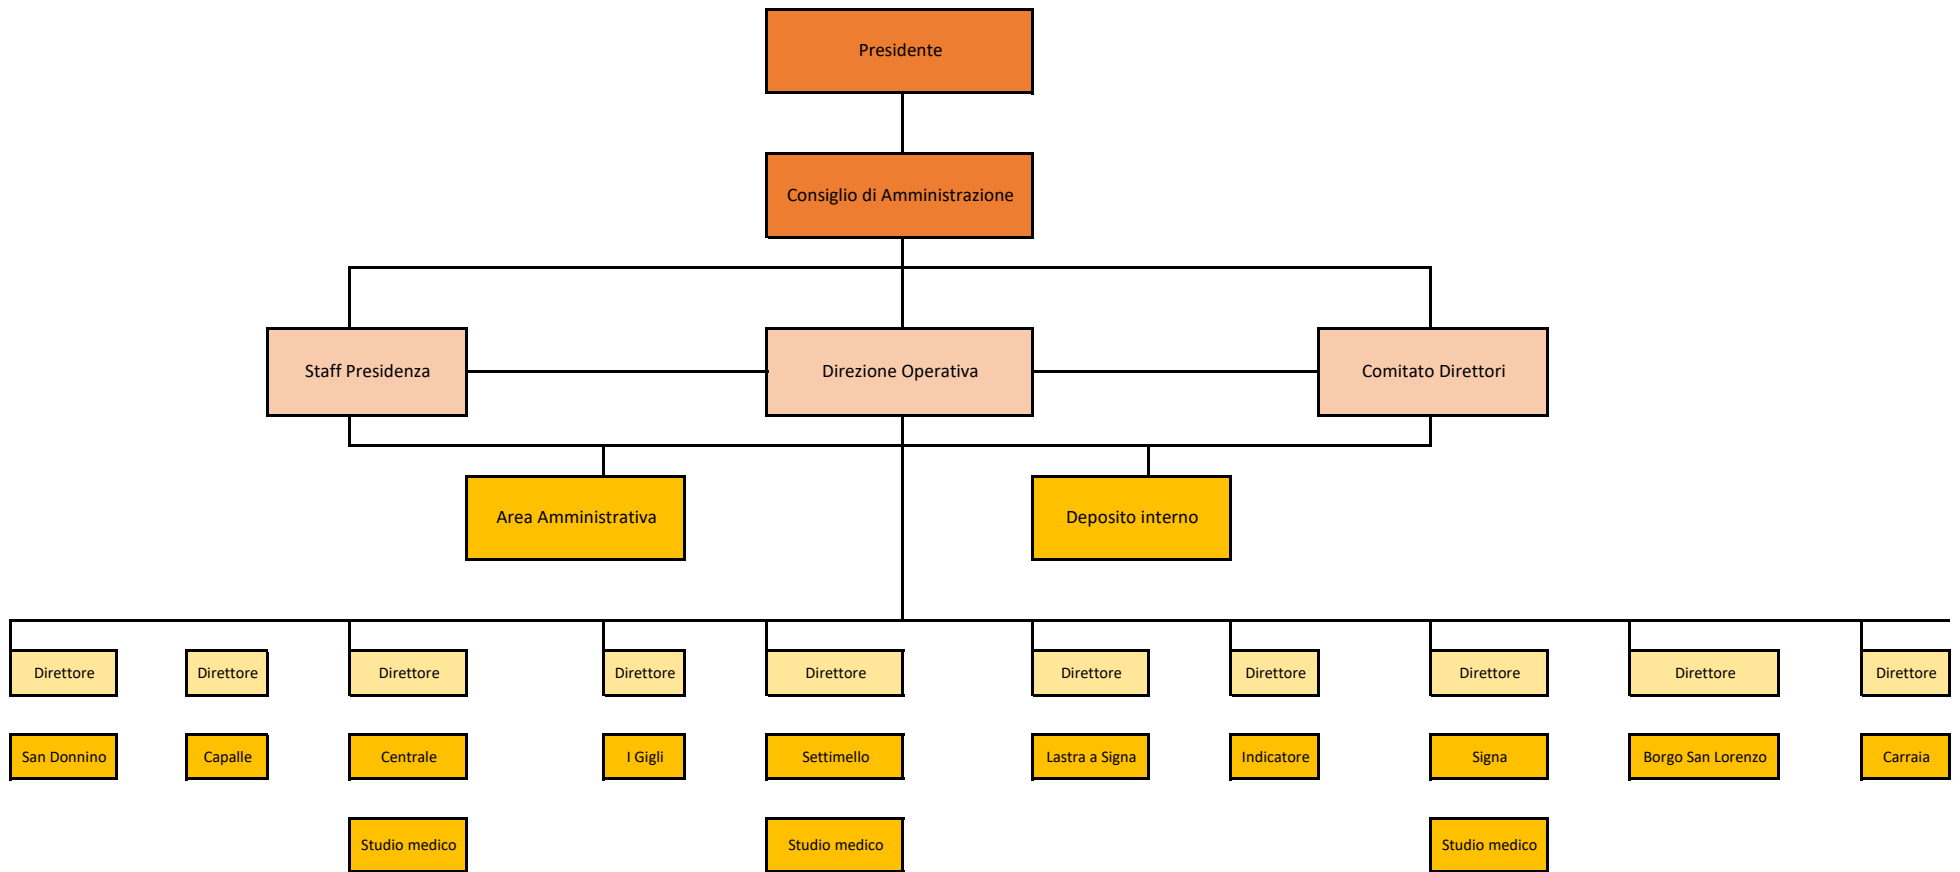 Presidente
Consiglio di Amministrazione
Staff Presidenza
Direzione Operativa
Comitato Direttori
Area Amministrativa
Deposito interno
Direttore
Direttore
Direttore
Direttore
Direttore
Direttore
Direttore
Direttore
Direttore
Direttore
San Donnino
Capalle
Centrale
I Gigli
Settimello
Lastra a Signa
Indicatore
Signa
Borgo San Lorenzo
Carraia
Studio medico
Studio medico
Studio medico